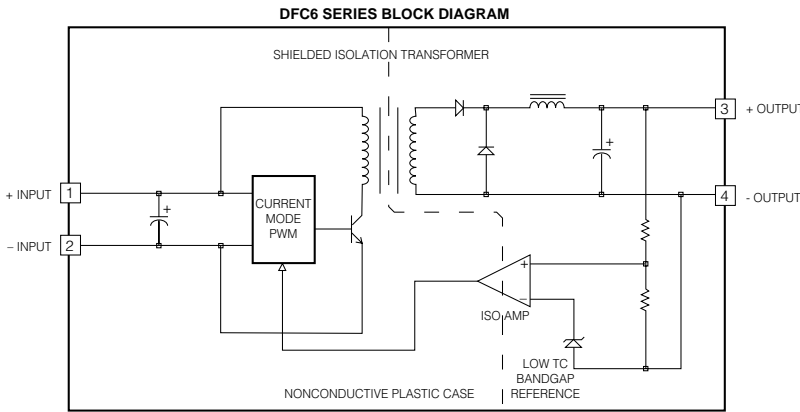 DFC6 SERIES BLOCK DIAGRAM
SHIELDED ISOLATION TRANSFORMER
3 + OUTPUT
+
+ INPUT 1
4 - OUTPUT
+
CURRENT
MODE
PWM
– INPUT 2
+
–
ISO AMP
LOW TC
BANDGAP
REFERENCE
NONCONDUCTIVE PLASTIC CASE